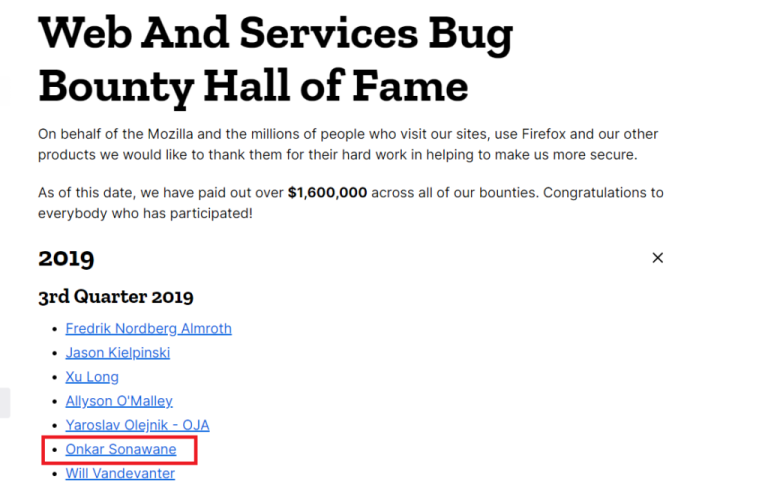 Web And Services Bug
Bounty Hall of Fame
On behalf of the Mozilla and the millions of people who visit our sites, use Firefox and our other
products we would like to thank them for their hard work in helping to make us more secure.
As of this date, we have paid out over $1,600,000 across all of our bounties. Congratulations to
everybody who has participated!
2019
3rd Quarter 2019
Fredrik Nordberg Almroth
Jason Kielpinski
Xu Long
Allyson O'Malley
Yaroslav Olejnik - OJA
Onkar Sonawane
Will Vandevanter